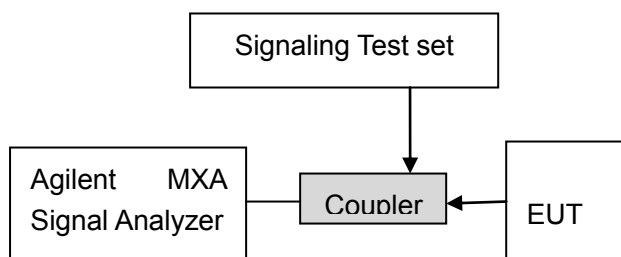 Signaling Test set
Agilent MXA
Signal Analyzer
Coupler
EUT